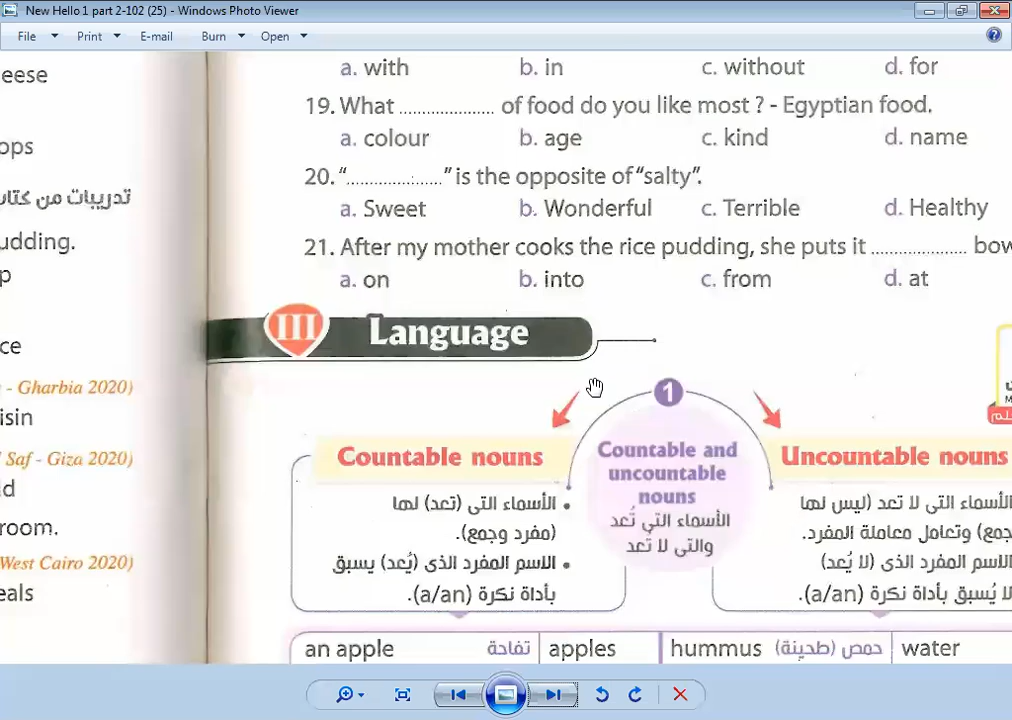 New Hello 1 part 2-102 (25) - Windows Photo Viewer
File Print E-mail Burn Open
eese
ops
تدريبات من كتا
udding.
p
ce
- Gharbia 2020)
isin
Saf - Giza 2020)
d
room.
West Cairo 2020)
eals
a. with b. in c. without d. for
19. What .................... of food do you like most ? - Egyptian food.
a. colour b. age c. kind d. name
20. “....................” is the opposite of “salty”.
a. Sweet b. Wonderful c. Terrible d. Healthy
21. After my mother cooks the rice pudding, she puts it .................... bow
a. on b. into c. from d. at
III Language
1
Countable and
uncountable
nouns
الأسماء التى تُعد
والتى لا تُعد
Countable nouns
• الأسماء التى (تعد) لها
(مفرد وجمع).
• الاسم المفرد الذى (يُعد) يسبق
بأداة نكرة (a/an).
Uncountable nouns
الأسماء التى لا تعد (ليس لها
جمع) وتعامل معاملة المفرد.
الاسم المفرد الذى (لا يُعد)
لا يُسبق بأداة نكرة (a/an).
an apple تفاحة apples hummus حمص (طحينة) water